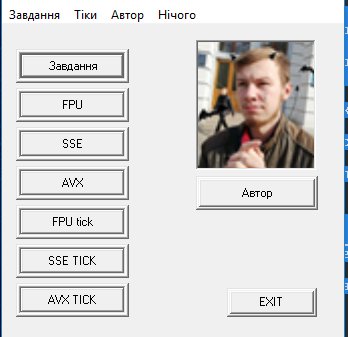 Завдання Тіки Автор Нічого
Завдання
FPU
SSE
AVX
FPU tick
SSE TICK
AVX TICK
Автор
EXIT